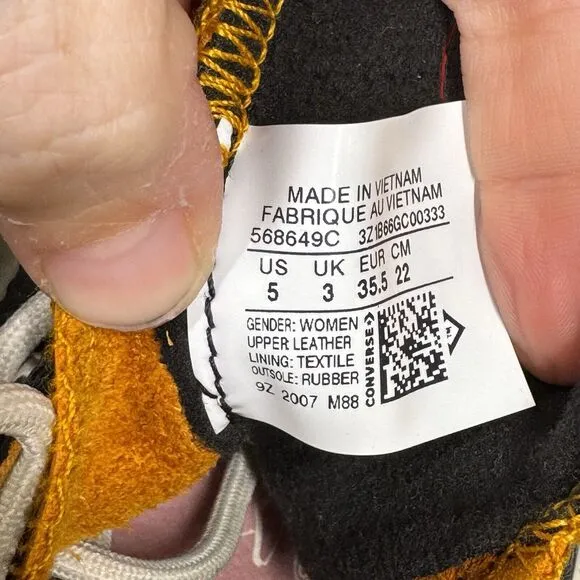 MADE IN VIETNAM
FABRIQUE AU VIETNAM
568649C 3Z1B66GC00333
US UK EUR CM
5 3 35.5 22
GENDER: WOMEN
UPPER LEATHER
LINING: TEXTILE
OUTSOLE: RUBBER
9Z 2007 M88
CONVERSE